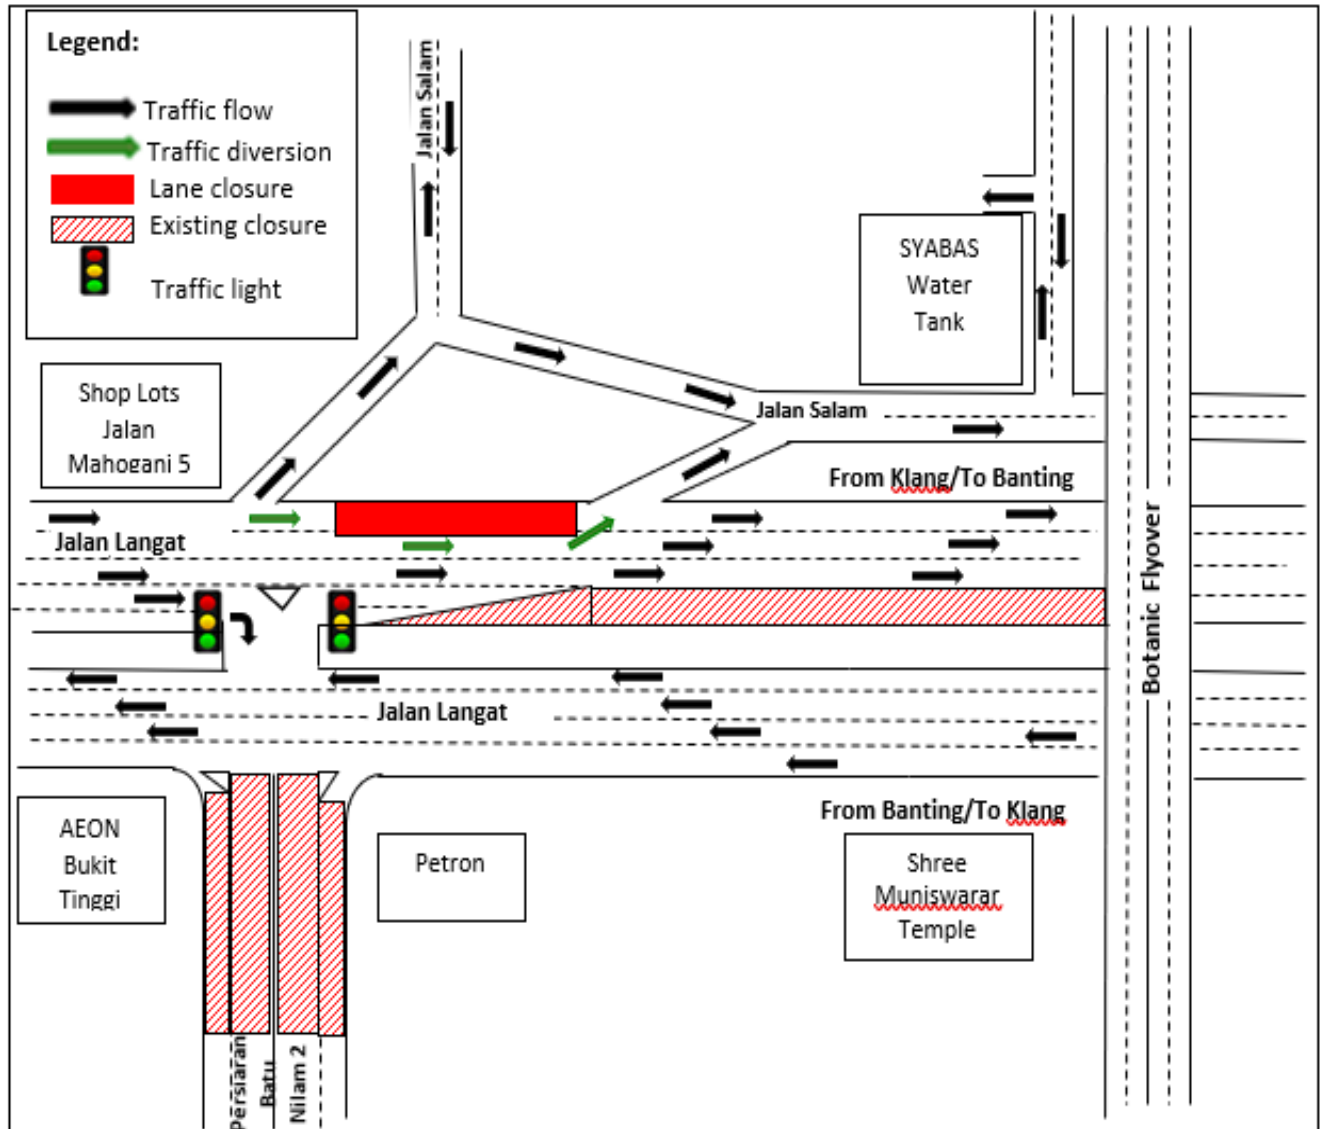 Legend:
Traffic flow
Traffic diversion
Lane closure
Existing closure
Traffic light
Jalan Salam
SYABAS
Water
Tank
Shop Lots
Jalan
Mahogani 5
Jalan Salam
From Klang/To Banting
Jalan Langat
Botanic Flyover
Jalan Langat
From Banting/To Klang
AEON
Bukit
Tinggi
Petron
Shree
Muniswarar
Temple
Persiaran
Batu
Nilam 2